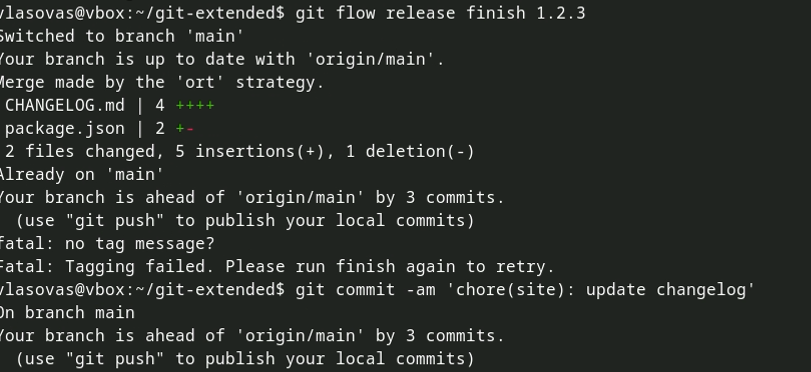 vlasovas@vbox:~/git-extended$ git flow release finish 1.2.3
Switched to branch 'main'
Your branch is up to date with 'origin/main'.
Merge made by the 'ort' strategy.
CHANGELOG.md | 4 ++++
package.json | 2 +-
2 files changed, 5 insertions(+), 1 deletion(-)
Already on 'main'
Your branch is ahead of 'origin/main' by 3 commits.
(use "git push" to publish your local commits)
fatal: no tag message?
Fatal: Tagging failed. Please run finish again to retry.
vlasovas@vbox:~/git-extended$ git commit -am 'chore(site): update changelog'
On branch main
Your branch is ahead of 'origin/main' by 3 commits.
(use "git push" to publish your local commits)